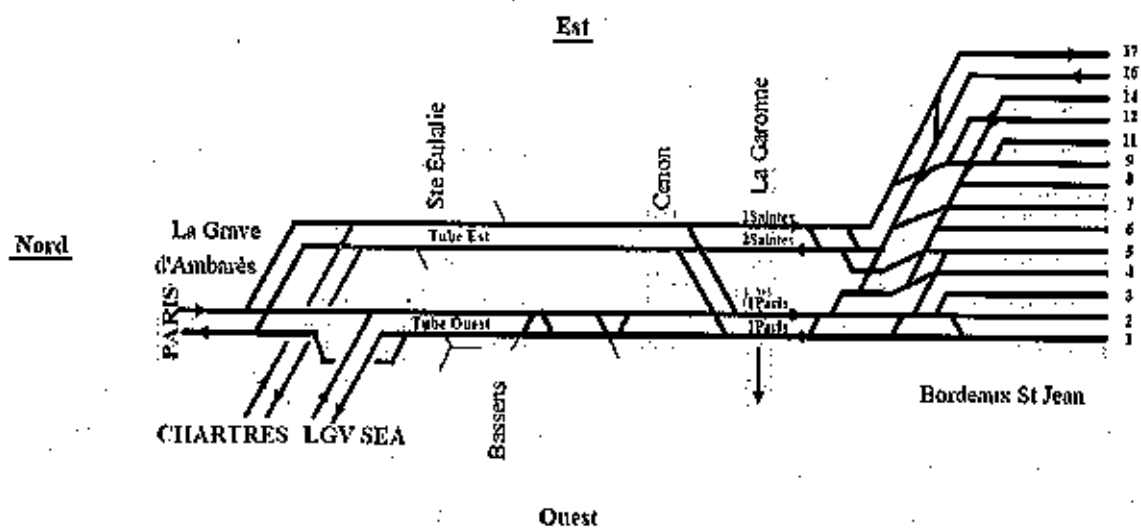 Est
17
16
14
12
11
9
8
7
6
5
4
3
2
1
Ste Eulalie
Cenon
La Garonne
Nord
La Grave
d'Ambarès
Tube Est
1Saintes
2Saintes
PARIS
Tube Ouest
1Paris
1Paris
Bassens
Bordeaux St Jean
CHARTRES
LGV SEA
Ouest